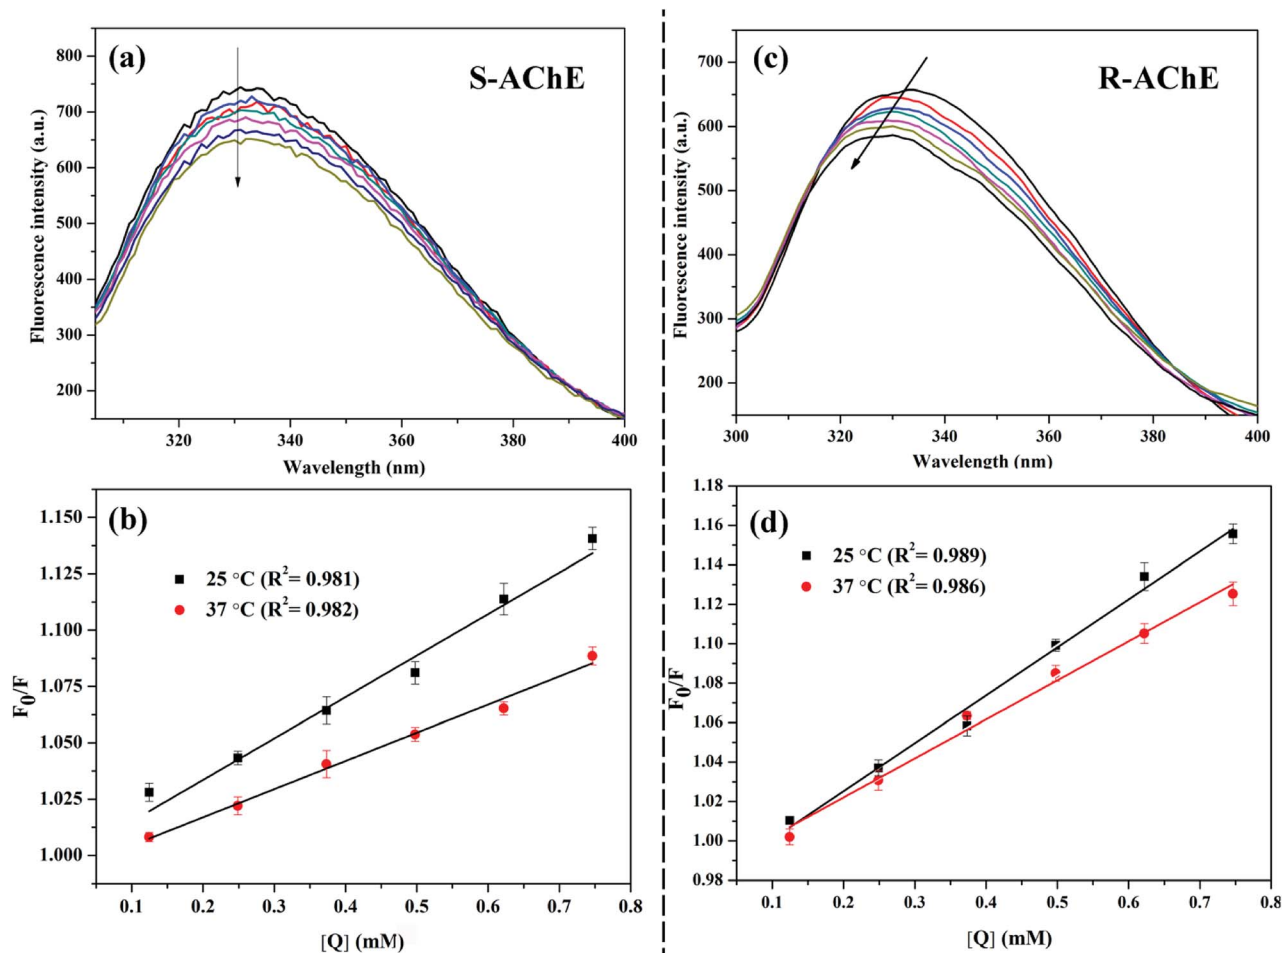 (a)
S-AChE
800
700
600
500
400
300
200
Fluorescence intensity (a.u.)
320 340 360 380 400
Wavelength (nm)
(c)
R-AChE
700
600
500
400
300
200
Fluorescence intensity (a.u.)
300 320 340 360 380 400
Wavelength (nm)
(b)
25 °C (R²= 0.981)
37 °C (R²= 0.982)
1.150
1.125
1.100
1.075
1.050
1.025
1.000
F₀/F
0.1 0.2 0.3 0.4 0.5 0.6 0.7 0.8
[Q] (mM)
(d)
25 °C (R²= 0.989)
37 °C (R²= 0.986)
1.18
1.16
1.14
1.12
1.10
1.08
1.06
1.04
1.02
1.00
0.98
F₀/F
0.1 0.2 0.3 0.4 0.5 0.6 0.7 0.8
[Q] (mM)